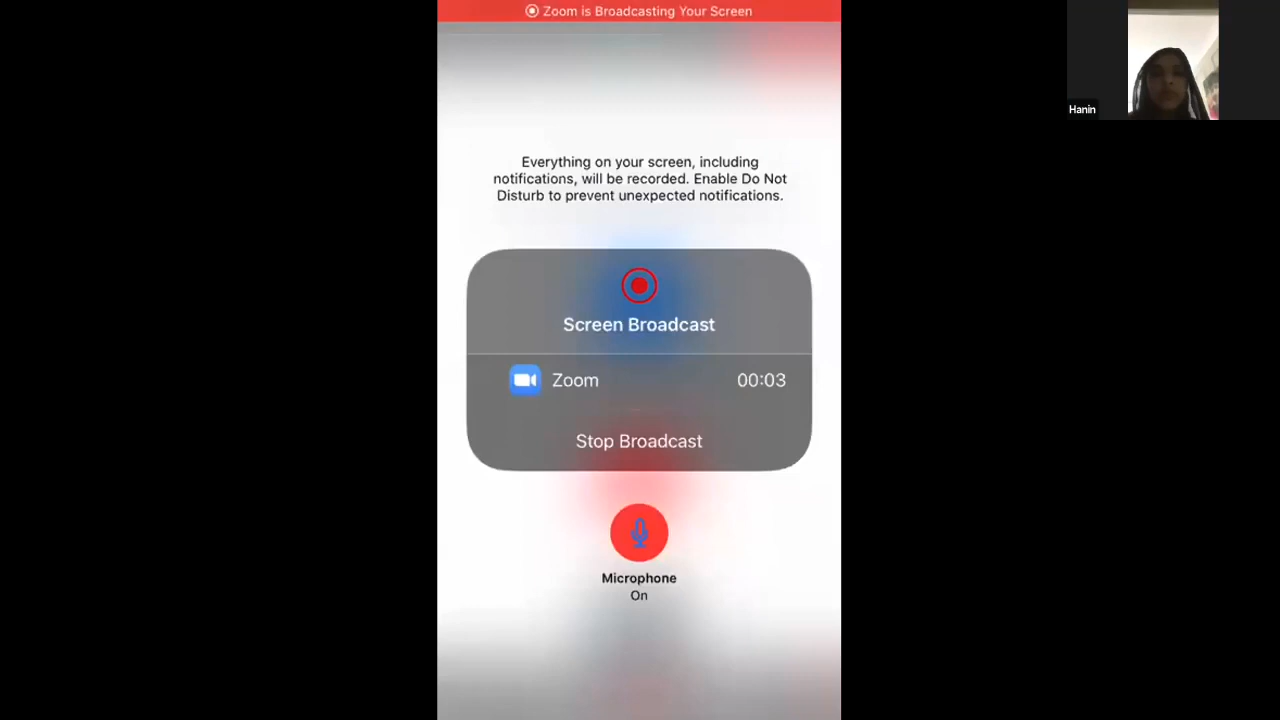 Zoom is Broadcasting Your Screen
Hanin
Everything on your screen, including
notifications, will be recorded. Enable Do Not
Disturb to prevent unexpected notifications.
Screen Broadcast
Zoom 00:03
Stop Broadcast
Microphone
On